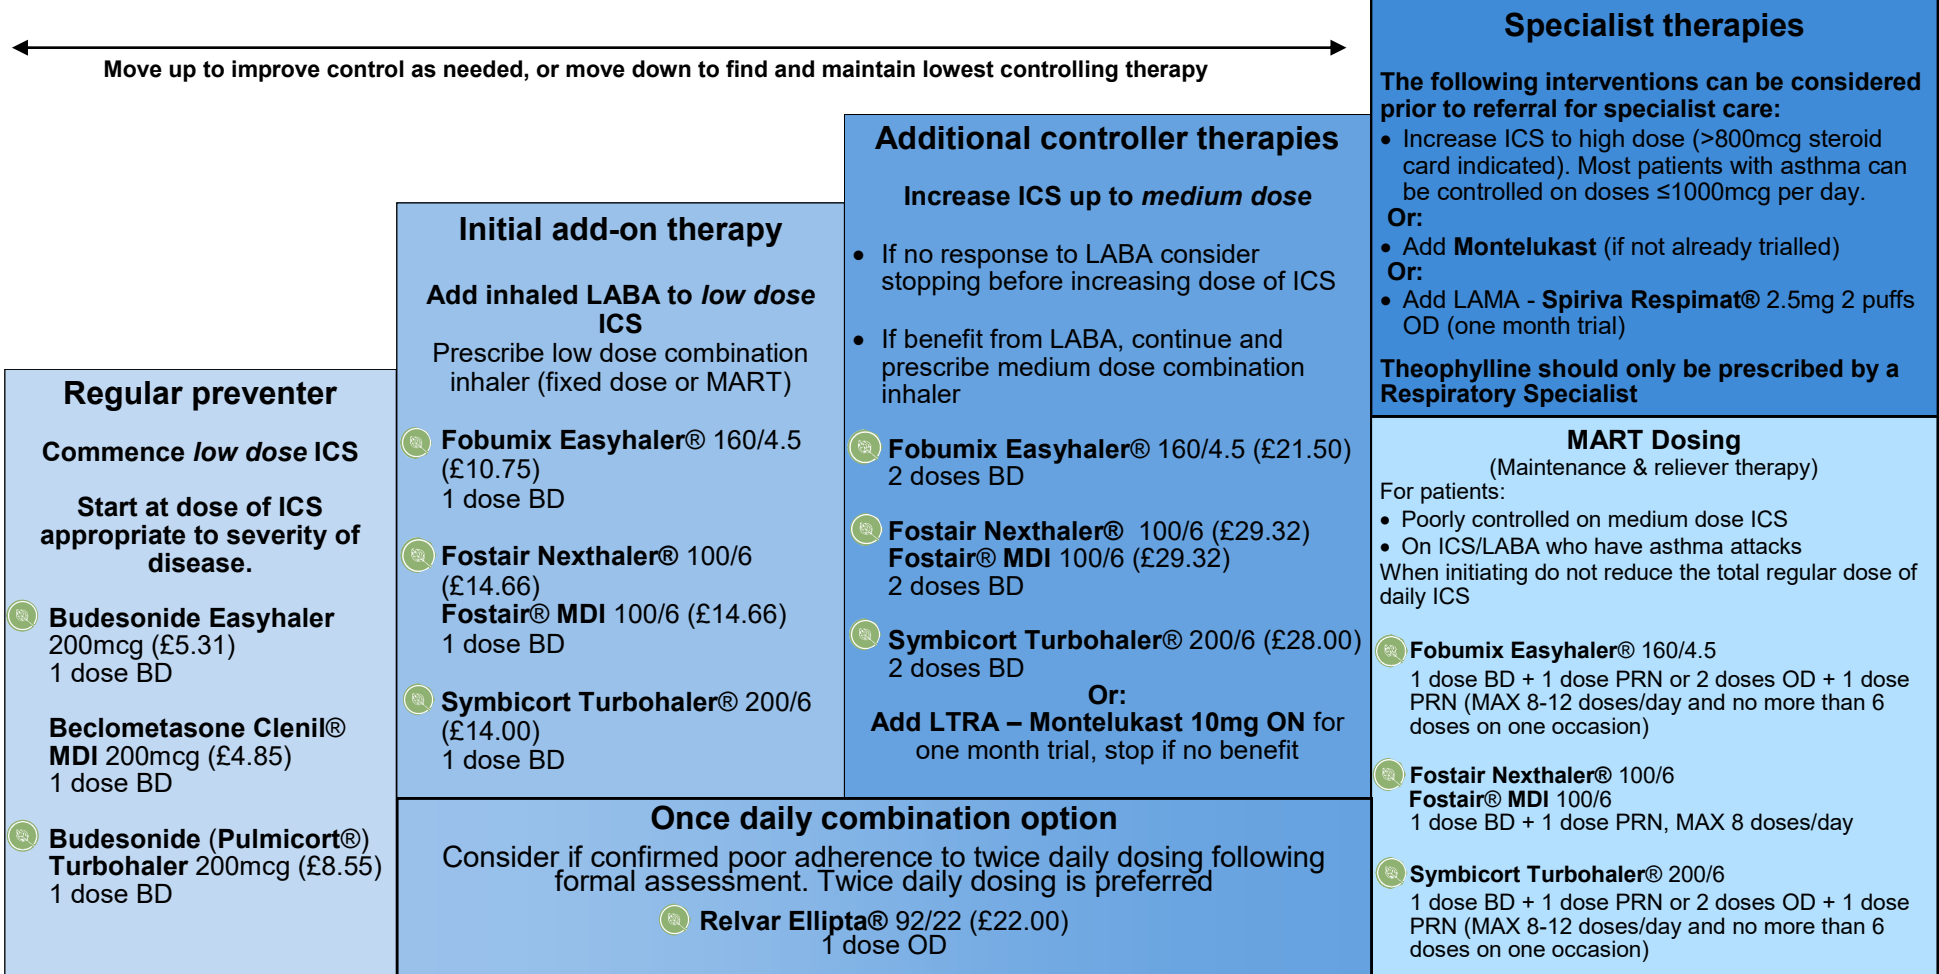 Move up to improve control as needed, or move down to find and maintain lowest controlling therapy
Regular preventer
Commence low dose ICS
Start at dose of ICS
appropriate to severity of
disease.
Budesonide Easyhaler
200mcg (£5.31)
1 dose BD
Beclometasone Clenil®
MDI 200mcg (£4.85)
1 dose BD
Budesonide (Pulmicort®)
Turbohaler 200mcg (£8.55)
1 dose BD
Initial add-on therapy
Add inhaled LABA to low dose
ICS
Prescribe low dose combination
inhaler (fixed dose or MART)
Fobumix Easyhaler® 160/4.5
(£10.75)
1 dose BD
Fostair Nexthaler® 100/6
(£14.66)
Fostair® MDI 100/6 (£14.66)
1 dose BD
Symbicort Turbohaler® 200/6
(£14.00)
1 dose BD
Additional controller therapies
Increase ICS up to medium dose
• If no response to LABA consider
stopping before increasing dose of ICS
• If benefit from LABA, continue and
prescribe medium dose combination
inhaler
Fobumix Easyhaler® 160/4.5 (£21.50)
2 doses BD
Fostair Nexthaler® 100/6 (£29.32)
Fostair® MDI 100/6 (£29.32)
2 doses BD
Symbicort Turbohaler® 200/6 (£28.00)
2 doses BD
Or:
Add LTRA – Montelukast 10mg ON for
one month trial, stop if no benefit
Once daily combination option
Consider if confirmed poor adherence to twice daily dosing following
formal assessment. Twice daily dosing is preferred
Relvar Ellipta® 92/22 (£22.00)
1 dose OD
Specialist therapies
The following interventions can be considered
prior to referral for specialist care:
• Increase ICS to high dose (>800mcg steroid
card indicated). Most patients with asthma can
be controlled on doses ≤1000mcg per day.
Or:
• Add Montelukast (if not already trialled)
Or:
• Add LAMA - Spiriva Respimat® 2.5mg 2 puffs
OD (one month trial)
Theophylline should only be prescribed by a
Respiratory Specialist
MART Dosing
(Maintenance & reliever therapy)
For patients:
• Poorly controlled on medium dose ICS
• On ICS/LABA who have asthma attacks
When initiating do not reduce the total regular dose of
daily ICS
Fobumix Easyhaler® 160/4.5
1 dose BD + 1 dose PRN or 2 doses OD + 1 dose
PRN (MAX 8-12 doses/day and no more than 6
doses on one occasion)
Fostair Nexthaler® 100/6
Fostair® MDI 100/6
1 dose BD + 1 dose PRN, MAX 8 doses/day
Symbicort Turbohaler® 200/6
1 dose BD + 1 dose PRN or 2 doses OD + 1 dose
PRN (MAX 8-12 doses/day and no more than 6
doses on one occasion)